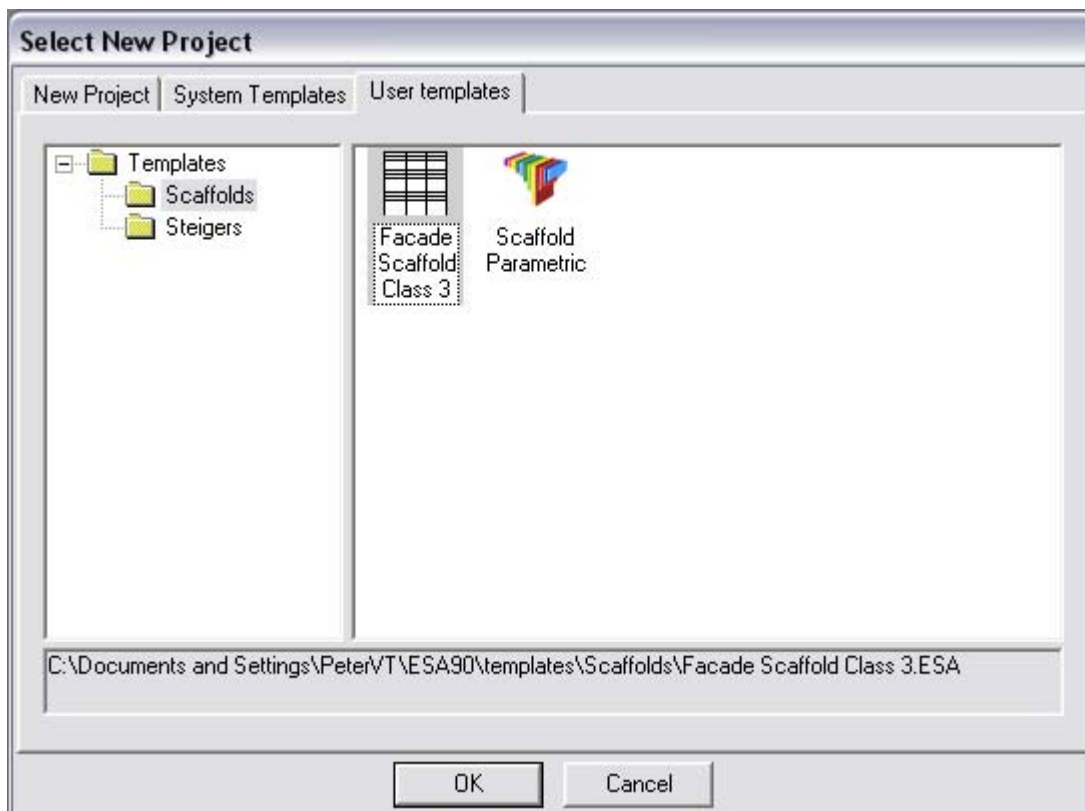 Select New Project
New Project System Templates User templates
Templates
Scaffolds
Steigers
Facade
Scaffold
Class 3
Scaffold
Parametric
C:\Documents and Settings\PeterVT\ESA90\templates\Scaffolds\Facade Scaffold Class 3.ESA
OK Cancel